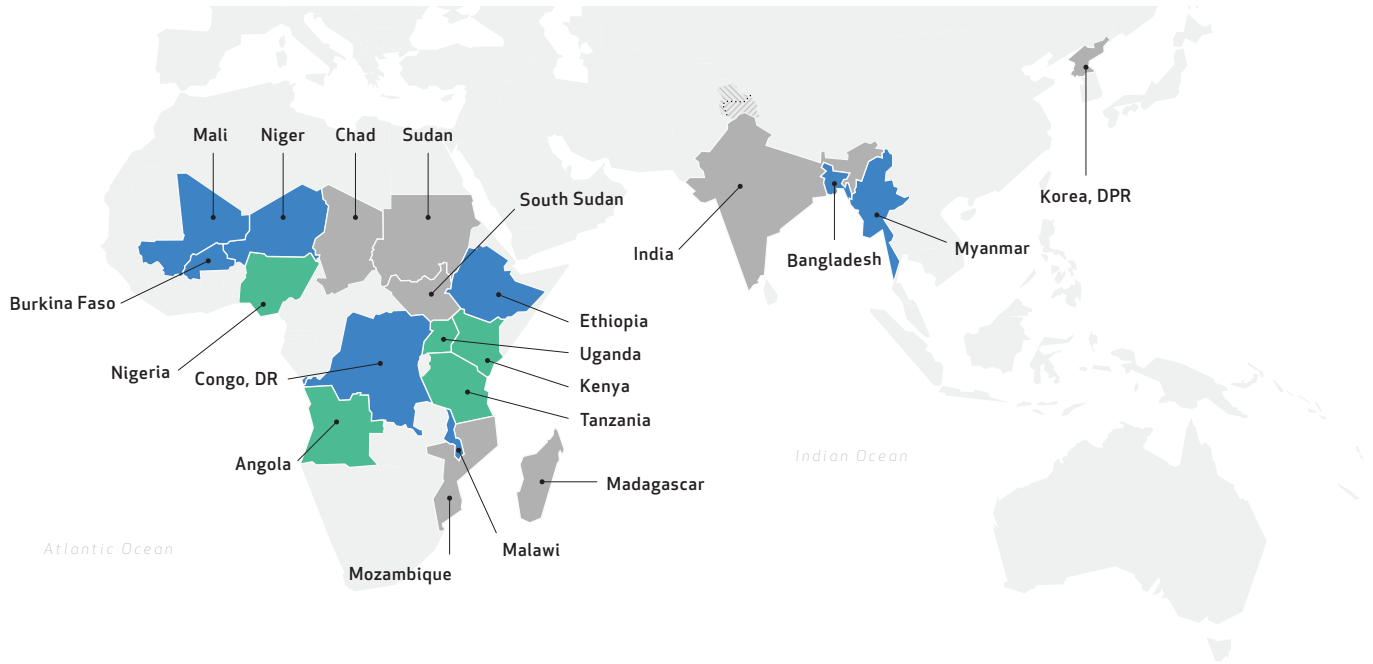 Mali
Niger
Chad
Sudan
South Sudan
Korea, DPR
India
Bangladesh
Myanmar
Burkina Faso
Ethiopia
Uganda
Nigeria
Congo, DR
Kenya
Tanzania
Angola
Indian Ocean
Madagascar
Atlantic Ocean
Malawi
Mozambique